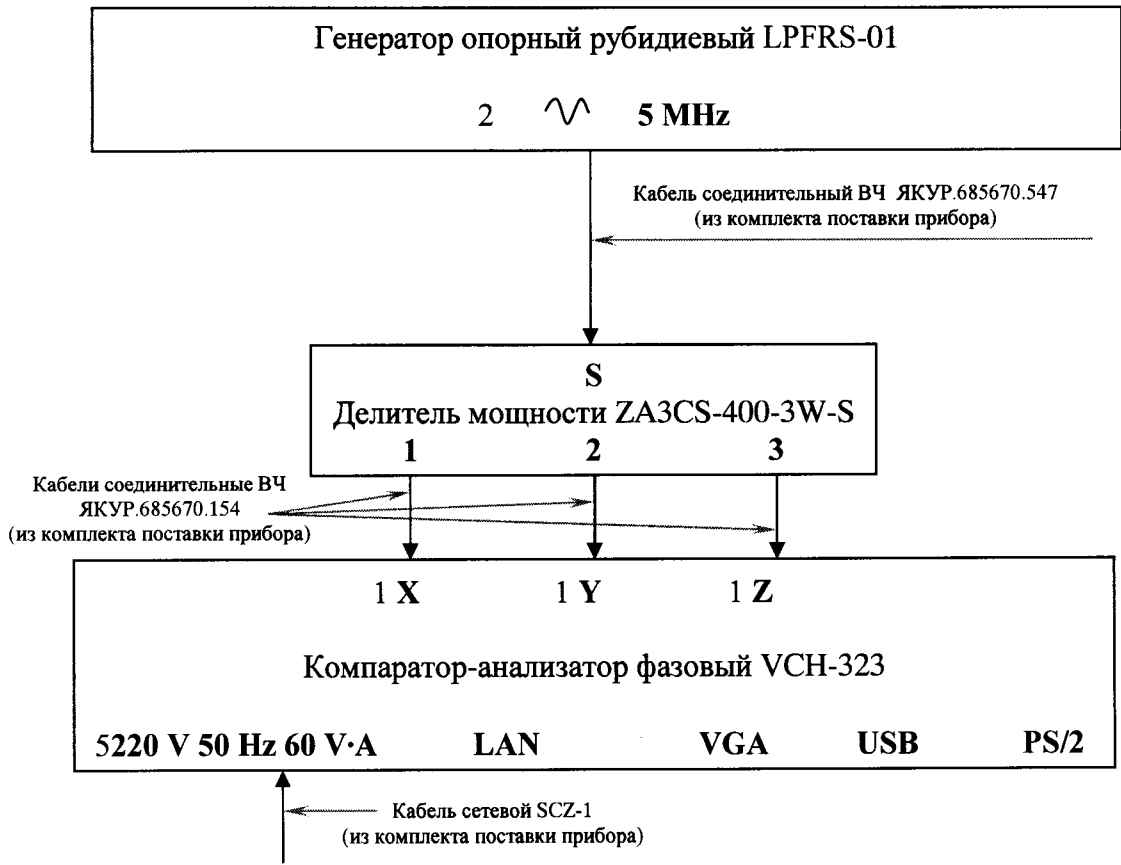 Генератор опорный рубидиевый LPFRS-01
2 5 MHz
Кабель соединительный ВЧ ЯКУР.685670.547
(из комплекта поставки прибора)
S
Делитель мощности ZA3CS-400-3W-S
1 2 3
Кабели соединительные ВЧ
ЯКУР.685670.154
(из комплекта поставки прибора)
1 X 1 Y 1 Z
Компаратор-анализатор фазовый VCH-323
5220 V 50 Hz 60 V·A LAN VGA USB PS/2
Кабель сетевой SCZ-1
(из комплекта поставки прибора)